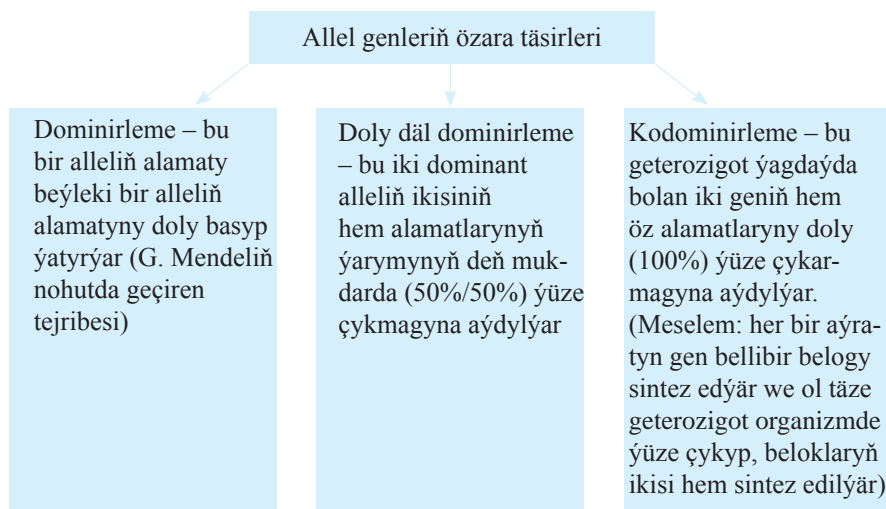 Allel genleriň özara täsirleri
Dominirleme – bu
bir alleliň alamaty
beýleki bir alleliň
alamatyny doly basyp
ýatyrýar (G. Mendeliň
nohutda geçiren
tejribesi)
Doly däl dominirleme
– bu iki dominant
alleliň ikisiniň
hem alamatlarynyň
ýarymynyň deň muk-
darda (50%/50%) ýüze
çykmagyna aýdylýar
Kodominirleme – bu
geterozigot ýagdaýda
bolan iki geniň hem
öz alamatlaryny doly
(100%) ýüze çykar-
magyna aýdylýar.
(Meselem: her bir aýra-
tyn gen bellibir belogy
sintez edýär we ol täze
geterozigot organizmde
ýüze çykyp, beloklaryň
ikisi hem sintez edilýär)